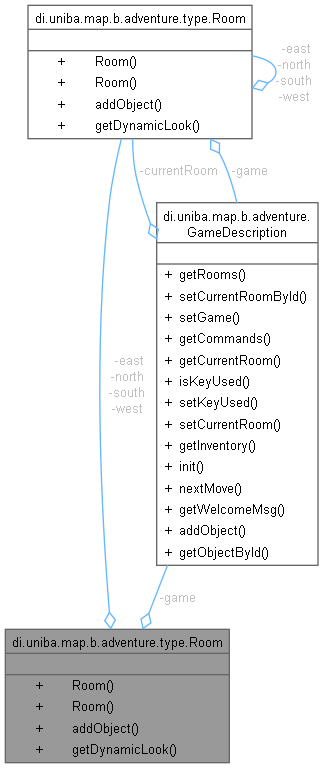 di.uniba.map.b.adventure.type.Room
+ Room()
+ Room()
+ addObject()
+ getDynamicLook()
-east
-north
-south
-west
-currentRoom
-game
di.uniba.map.b.adventure.
GameDescription
+ getRooms()
+ setCurrentRoomById()
+ setGame()
+ getCommands()
+ getCurrentRoom()
+ isKeyUsed()
+ setKeyUsed()
+ setCurrentRoom()
+ getInventory()
+ init()
+ nextMove()
+ getWelcomeMsg()
+ addObject()
+ getObjectById()
-east
-north
-south
-west
-game
di.uniba.map.b.adventure.type.Room
+ Room()
+ Room()
+ addObject()
+ getDynamicLook()